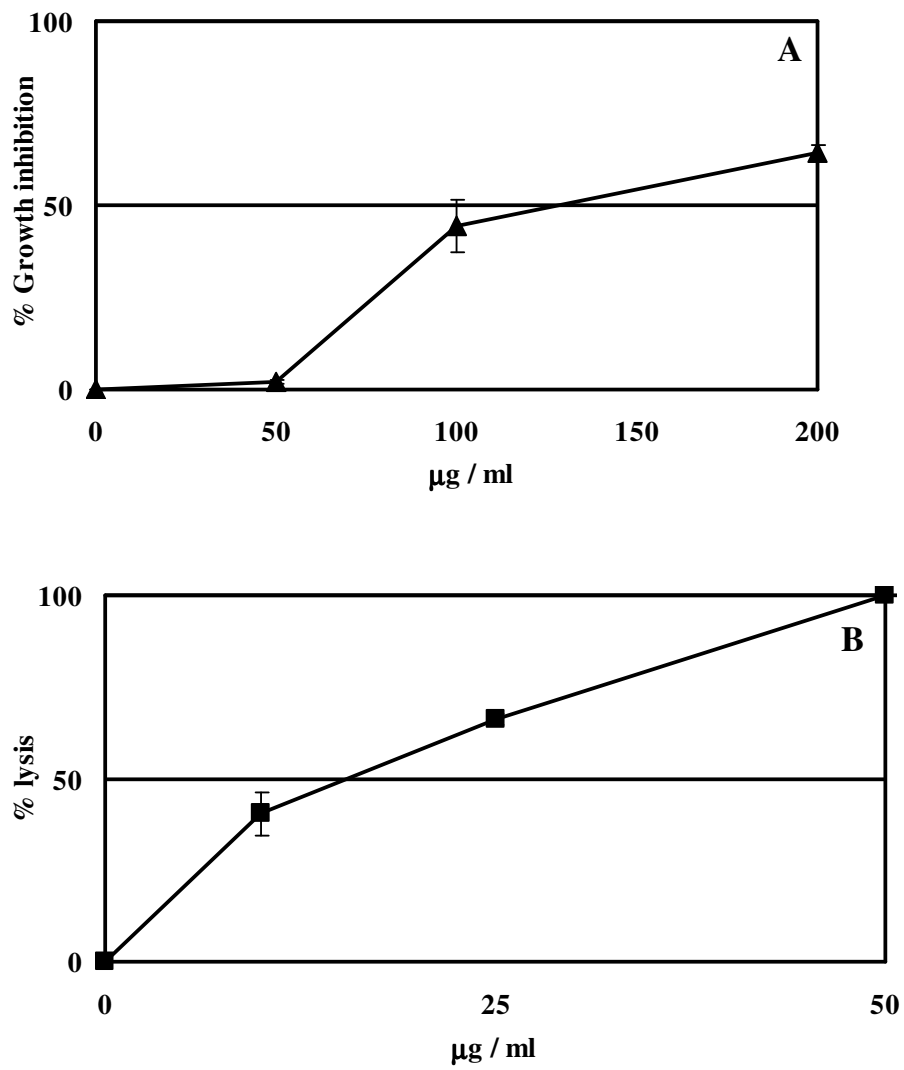 100
A
% Growth inhibition
50
0
0 50 100 150 200
μg / ml
100
B
% lysis
50
0
0 25 50
μg / ml